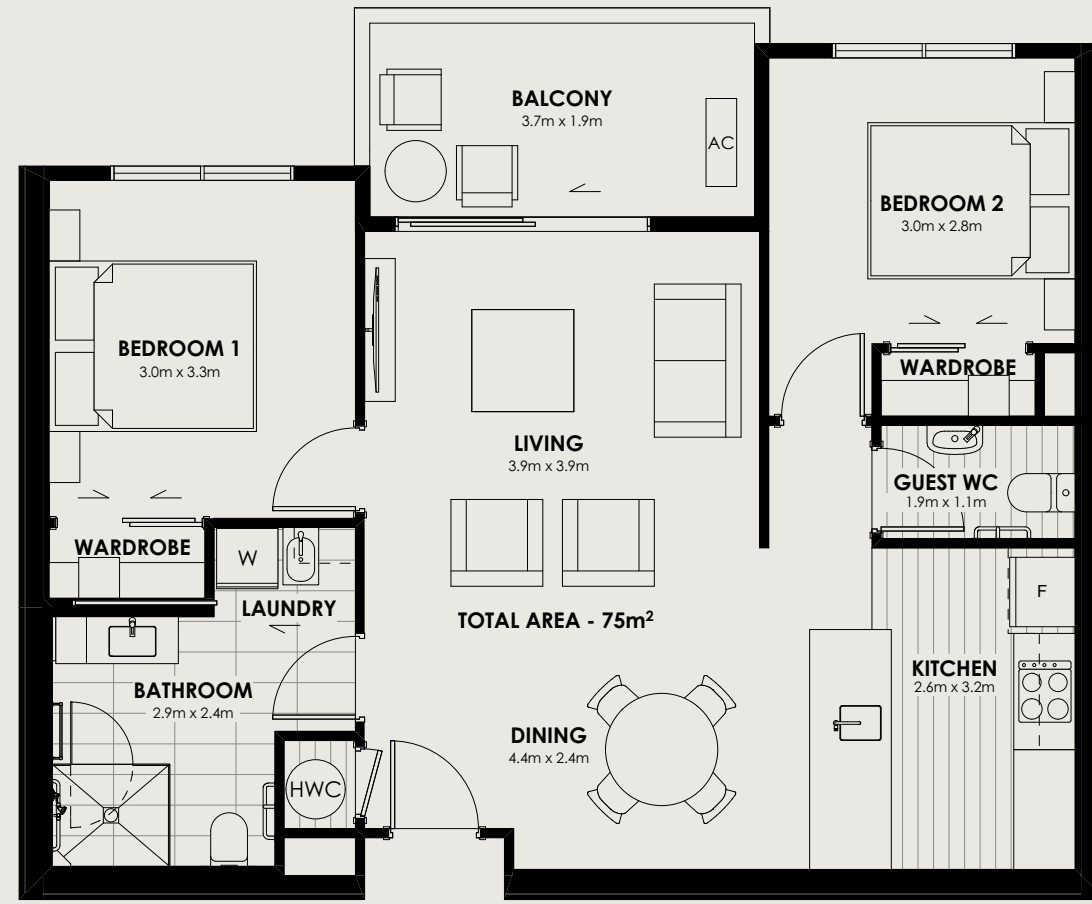 BALCONY
3.7m x 1.9m
AC
BEDROOM 2
3.0m x 2.8m
BEDROOM 1
3.0m x 3.3m
WARDROBE
LIVING
3.9m x 3.9m
GUEST WC
1.9m x 1.1m
WARDROBE
W
LAUNDRY
TOTAL AREA - 75m²
F
KITCHEN
2.6m x 3.2m
BATHROOM
2.9m x 2.4m
DINING
4.4m x 2.4m
HWC